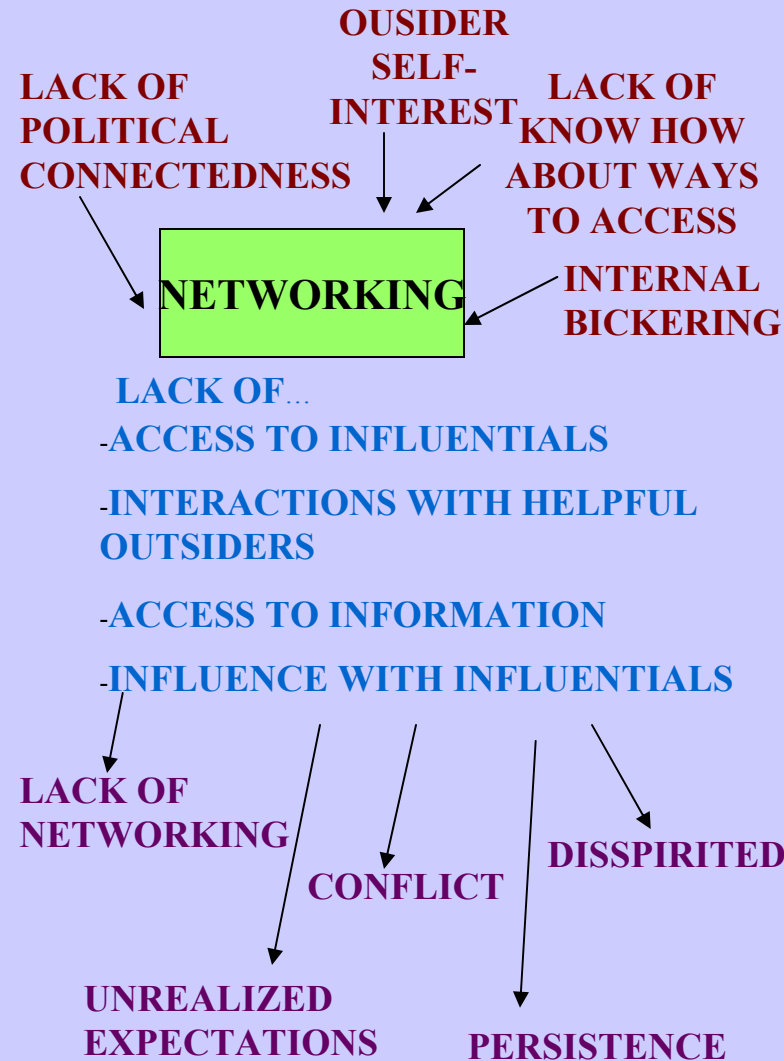 OUSIDER
SELF-
INTEREST
LACK OF
POLITICAL
CONNECTEDNESS
LACK OF
KNOW HOW
ABOUT WAYS
TO ACCESS
NETWORKING
INTERNAL
BICKERING
LACK OF...
-ACCESS TO INFLUENTIALS
-INTERACTIONS WITH HELPFUL
OUTSIDERS
-ACCESS TO INFORMATION
-INFLUENCE WITH INFLUENTIALS
LACK OF
NETWORKING
DISSPIRITED
CONFLICT
UNREALIZED
EXPECTATIONS
PERSISTENCE